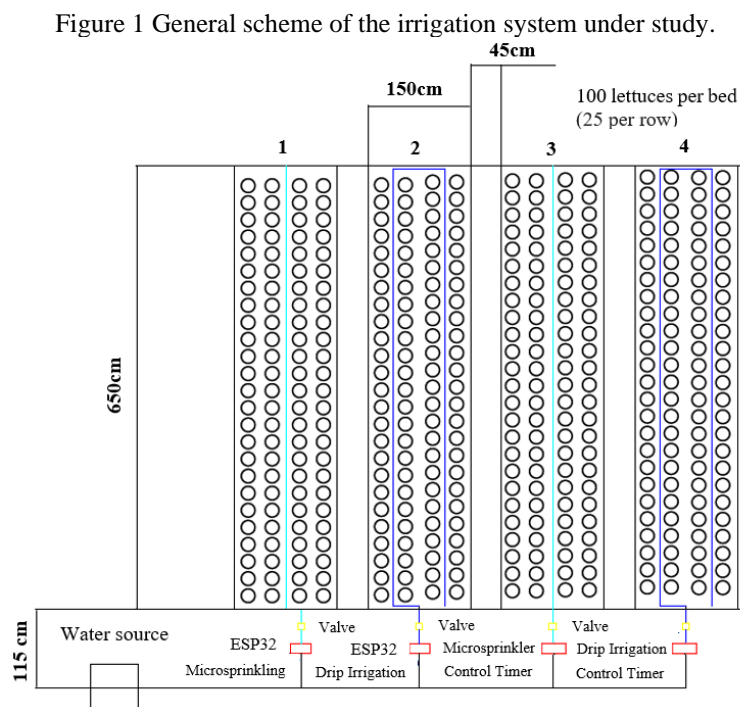 Figure 1 General scheme of the irrigation system under study.
45cm
150cm
100 lettuces per bed
(25 per row)
1
2
3
4
650cm
115 cm
Water source
Valve
Valve
Valve
ESP32
Microsprinkling
ESP32
Drip Irrigation
Microsprinkler
Control Timer
Drip Irrigation
Control Timer